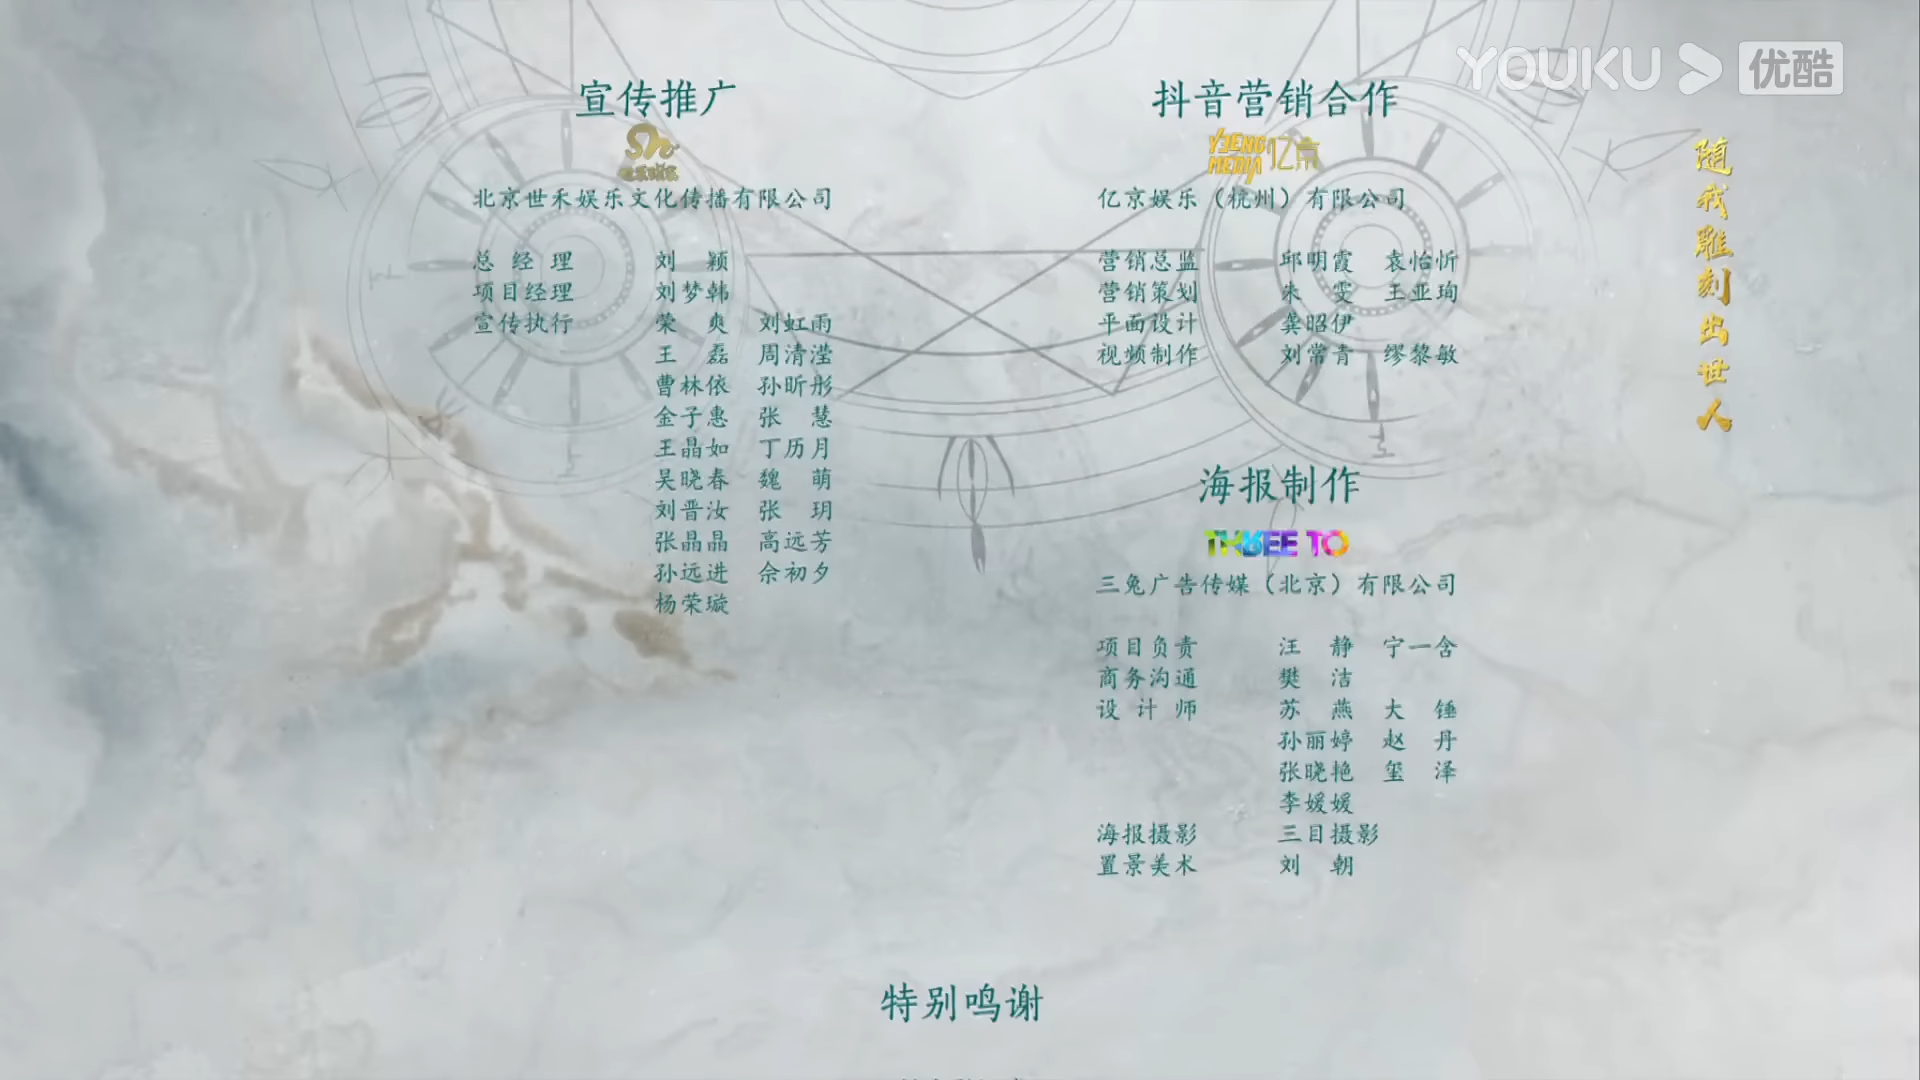 YOUKU 优酷
宣传推广
北京世禾娱乐文化传播有限公司
总经理 刘颖
项目经理 刘梦韩
宣传执行 荣爽 刘虹雨
王磊 周清滢
曹林依 孙昕彤
金子惠 张慧
王晶如 丁历月
吴晓春 魏萌
刘晋汝 张玥
张晶晶 高远芳
孙远进 佘初夕
杨荣璇
抖音营销合作
YJENG MEDIA 亿京
亿京娱乐（杭州）有限公司
营销总监 邱明霞 袁怡忻
营销策划 朱雯 王亚珣
平面设计 龚昭伊
视频制作 刘常青 缪黎敏
海报制作
THREE TO
三兔广告传媒（北京）有限公司
项目负责 汪静 宁一含
商务沟通 樊洁
设计师 苏燕 大锤
孙丽婷 赵丹
张晓艳 玺泽
李媛媛
海报摄影 三目摄影
置景美术 刘朝
随我雕刻出世人
特别鸣谢